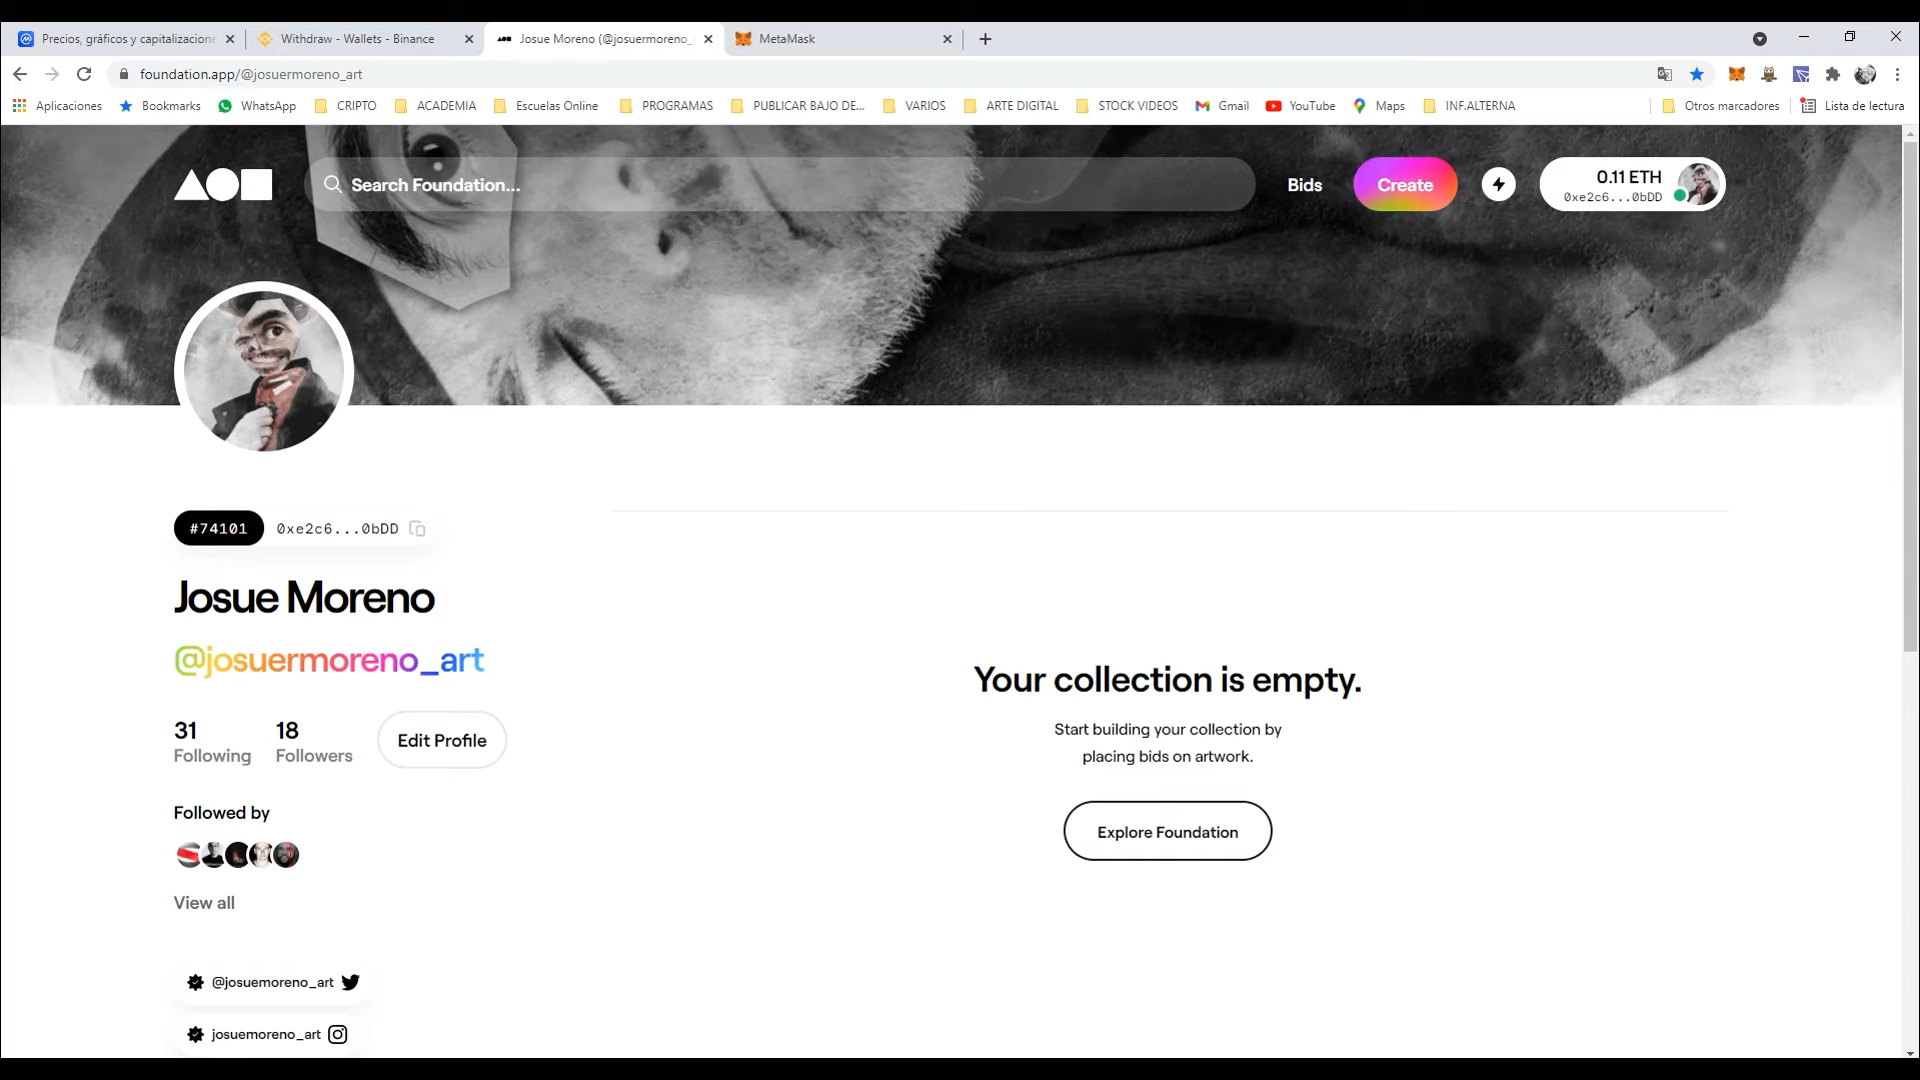 Precios, gráficos y capitalizacione
Withdraw - Wallets - Binance
Josue Moreno (@josuermoreno_
MetaMask
foundation.app/@josuermoreno_art
Aplicaciones
Bookmarks
WhatsApp
CRIPTO
ACADEMIA
Escuelas Online
PROGRAMAS
PUBLICAR BAJO DE...
VARIOS
ARTE DIGITAL
STOCK VIDEOS
Gmail
YouTube
Maps
INF.ALTERNA
Otros marcadores
Lista de lectura
Search Foundation...
Bids
Create
0.11 ETH
0xe2c6...0bDD
#74101
0xe2c6...0bDD
Josue Moreno
@josuermoreno_art
31
Following
18
Followers
Edit Profile
Followed by
View all
@josuemoreno_art
josuemoreno_art
Your collection is empty.
Start building your collection by
placing bids on artwork.
Explore Foundation